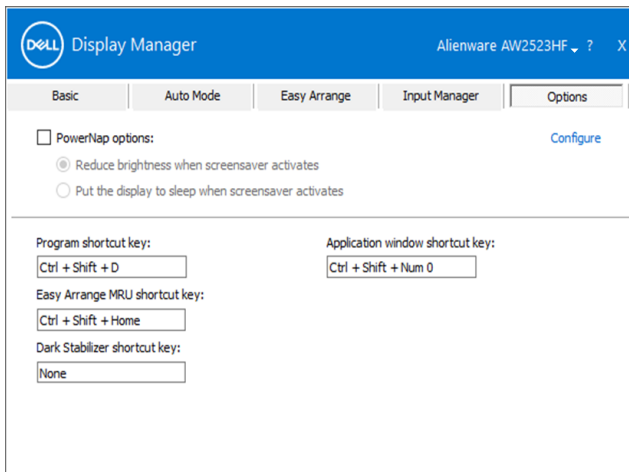 DELL Display Manager
Alienware AW2523HF ? X
Basic Auto Mode Easy Arrange Input Manager Options
PowerNap options: Configure
Reduce brightness when screensaver activates
Put the display to sleep when screensaver activates
Program shortcut key: Application window shortcut key:
Ctrl + Shift + D Ctrl + Shift + Num 0
Easy Arrange MRU shortcut key:
Ctrl + Shift + Home
Dark Stabilizer shortcut key:
None